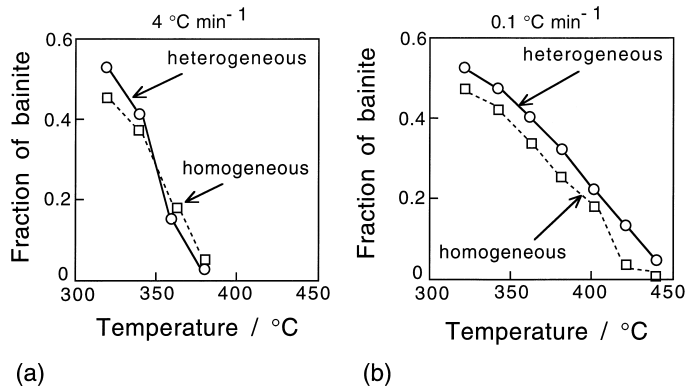 4 °C min⁻¹
0.6
heterogeneous
0.4
homogeneous
0.2
0
300 350 400 450
Fraction of bainite
Temperature / °C
(a)
0.1 °C min⁻¹
0.6
heterogeneous
0.4
0.2
homogeneous
0
300 350 400 450
Fraction of bainite
Temperature / °C
(b)